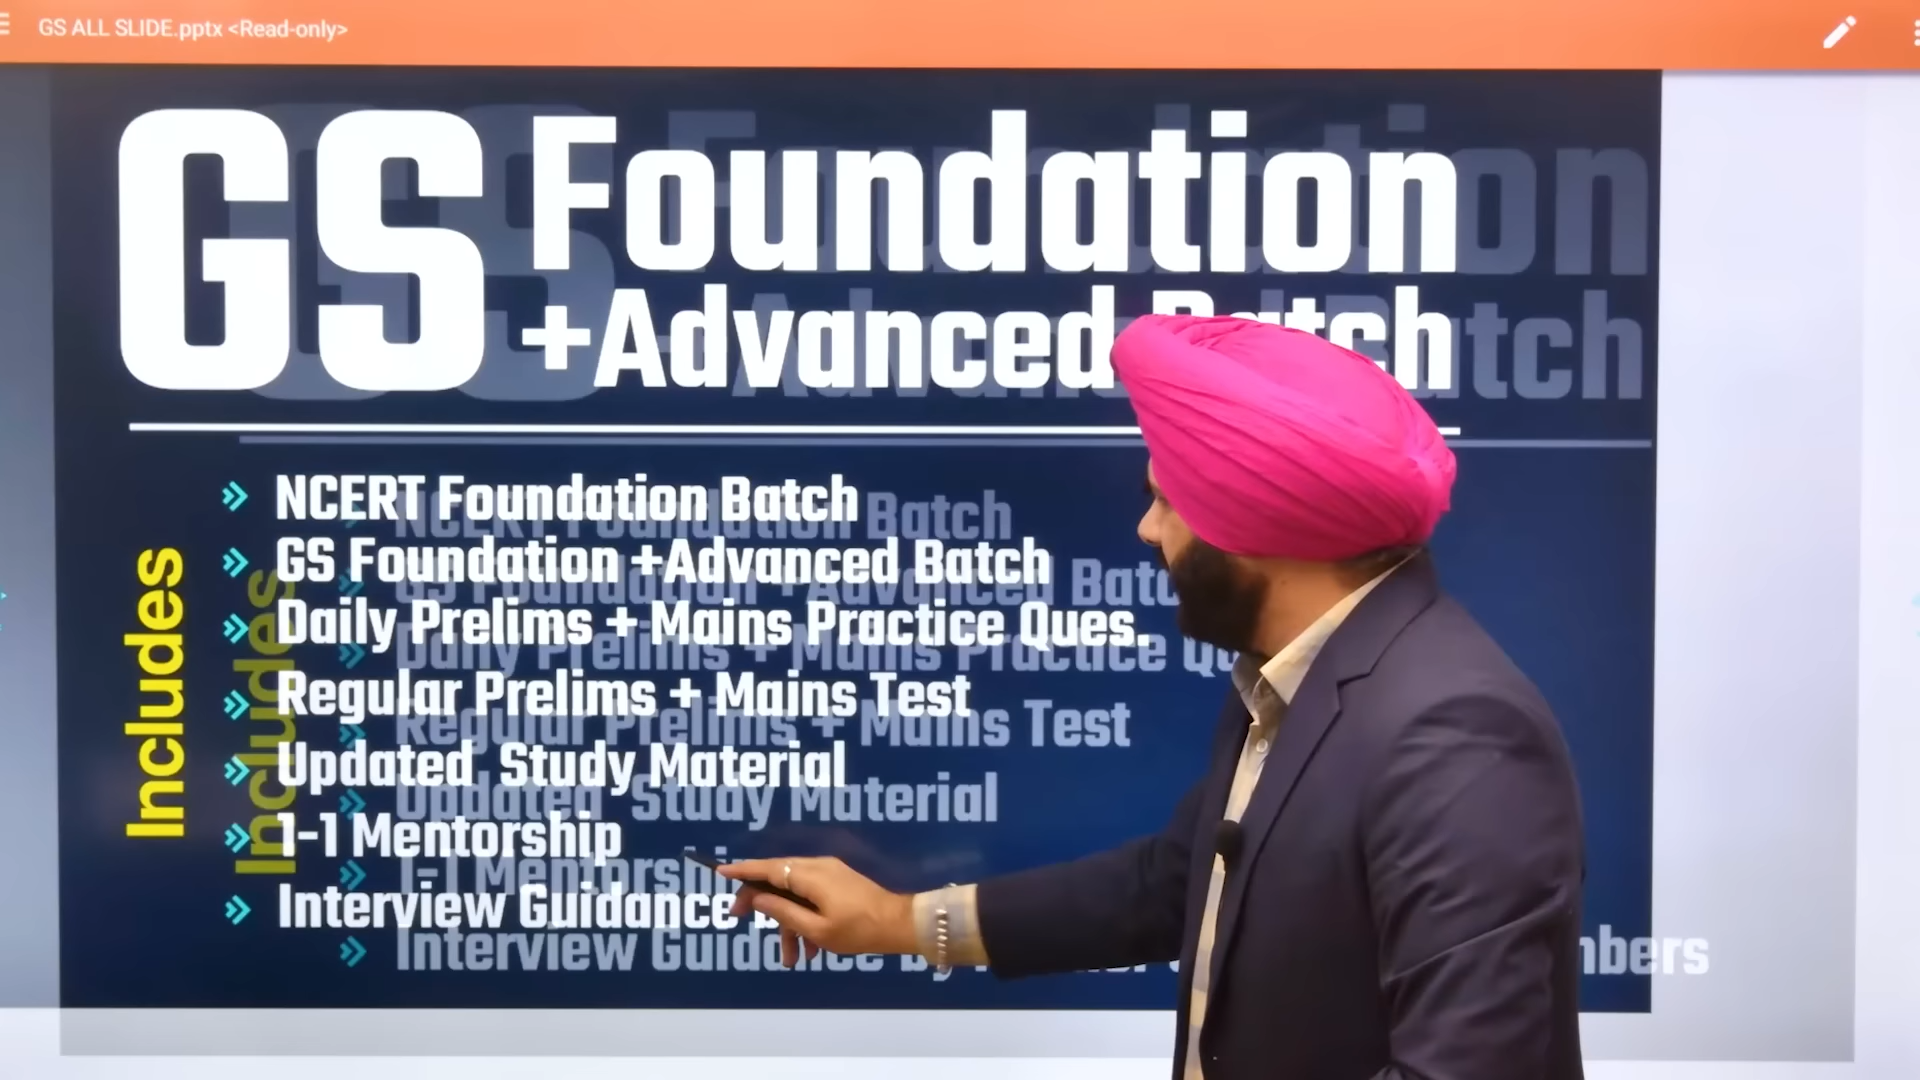 GS ALL SLIDE.pptx <Read-only>
GS Foundation
+Advanced Batch
Includes
NCERT Foundation Batch
GS Foundation +Advanced Batch
Daily Prelims + Mains Practice Ques.
Regular Prelims + Mains Test
Updated Study Material
1-1 Mentorship
Interview Guidance